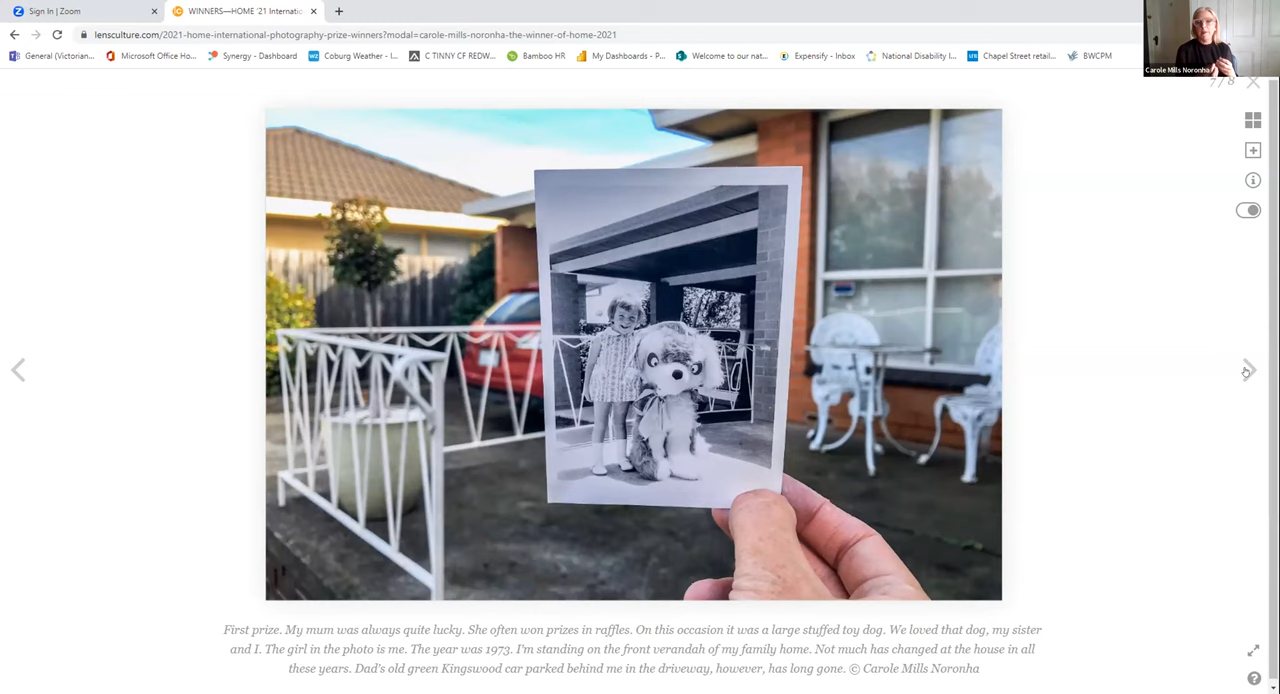 Sign In | Zoom
WINNERS—HOME '21 Internatio
lensculture.com/2021-home-international-photography-prize-winners?modal=carole-mills-noronha-the-winner-of-home-2021
General (Victorian... Microsoft Office Ho... Synergy - Dashboard Coburg Weather - l... C TINNY CF REDW... Bamboo HR My Dashboards - P... Welcome to our nat... Expensify - Inbox National Disability I... Chapel Street retail... BWCPM
Carole Mills Noronha
7 / 8
First prize. My mum was always quite lucky. She often won prizes in raffles. On this occasion it was a large stuffed toy dog. We loved that dog, my sister
and I. The girl in the photo is me. The year was 1973. I'm standing on the front verandah of my family home. Not much has changed at the house in all
these years. Dad's old green Kingswood car parked behind me in the driveway, however, has long gone. © Carole Mills Noronha